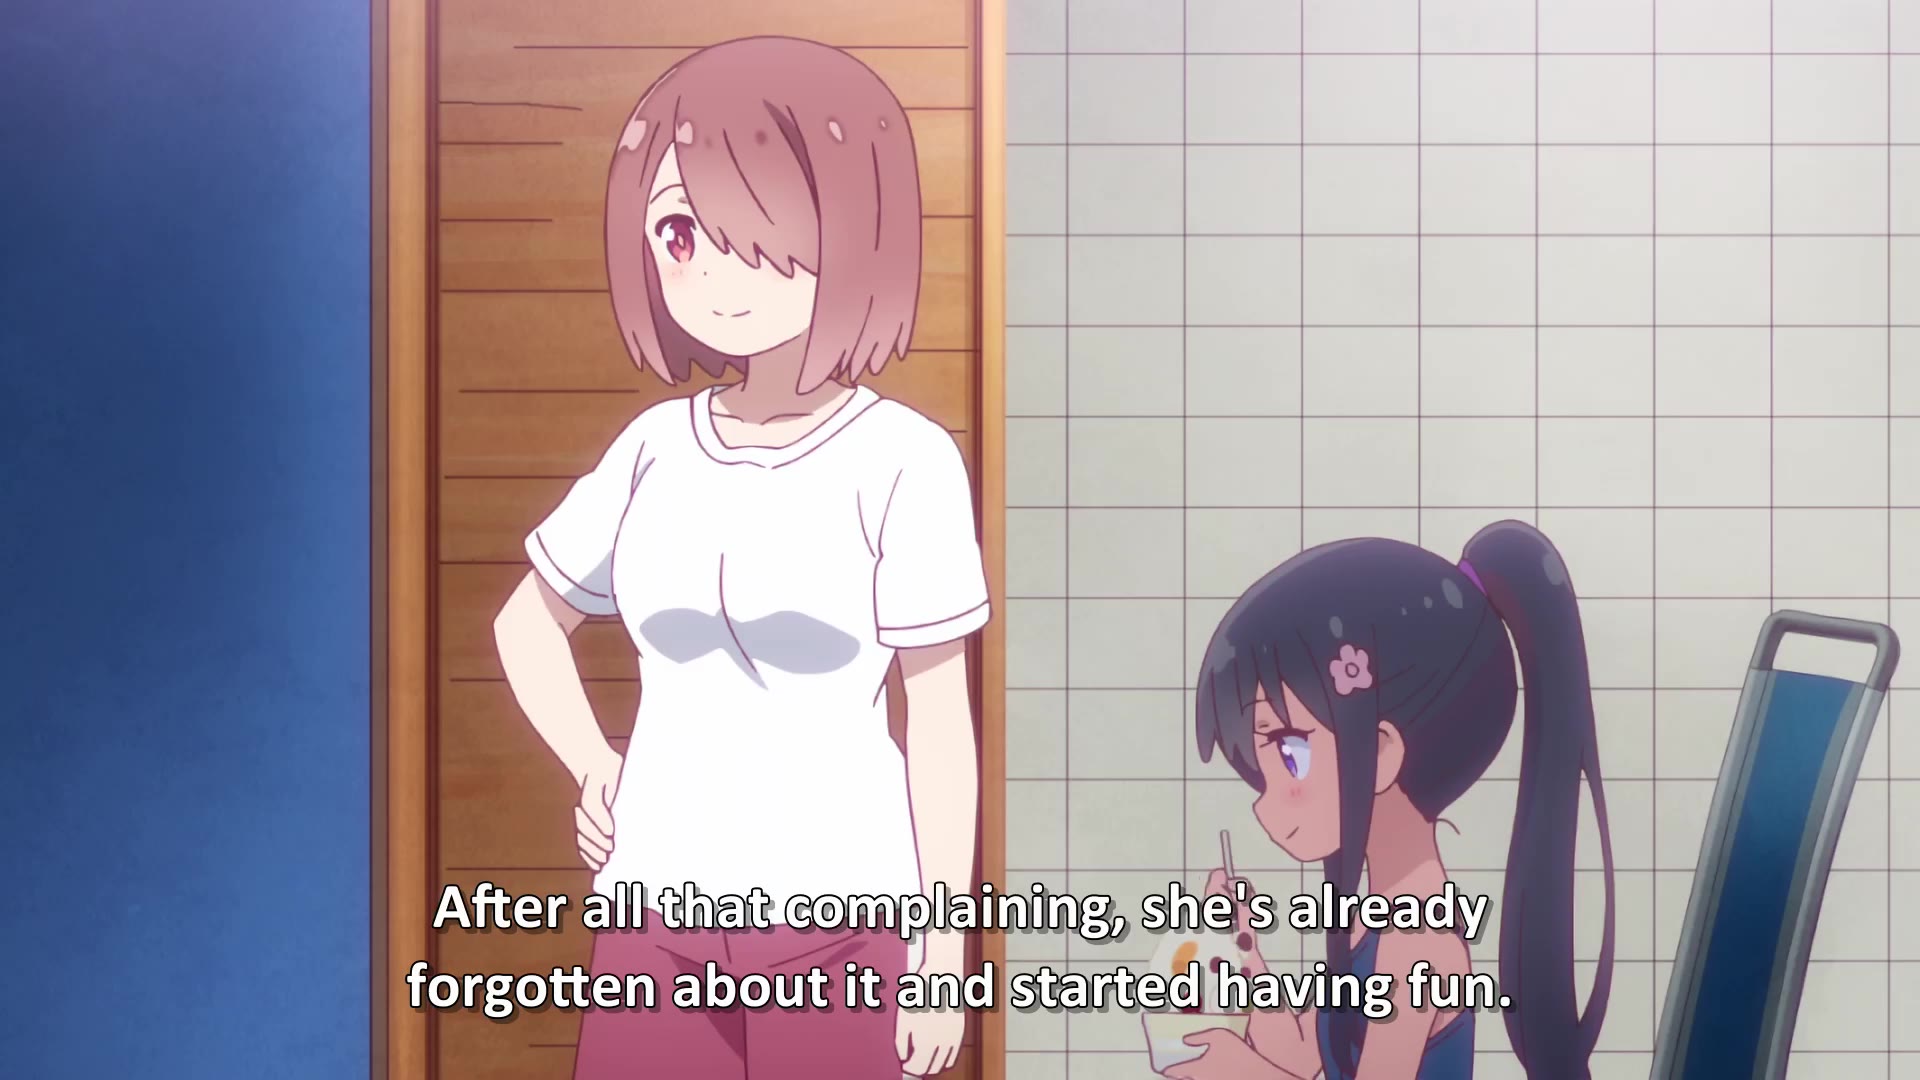 After all that complaining, she's already
forgotten about it and started having fun.